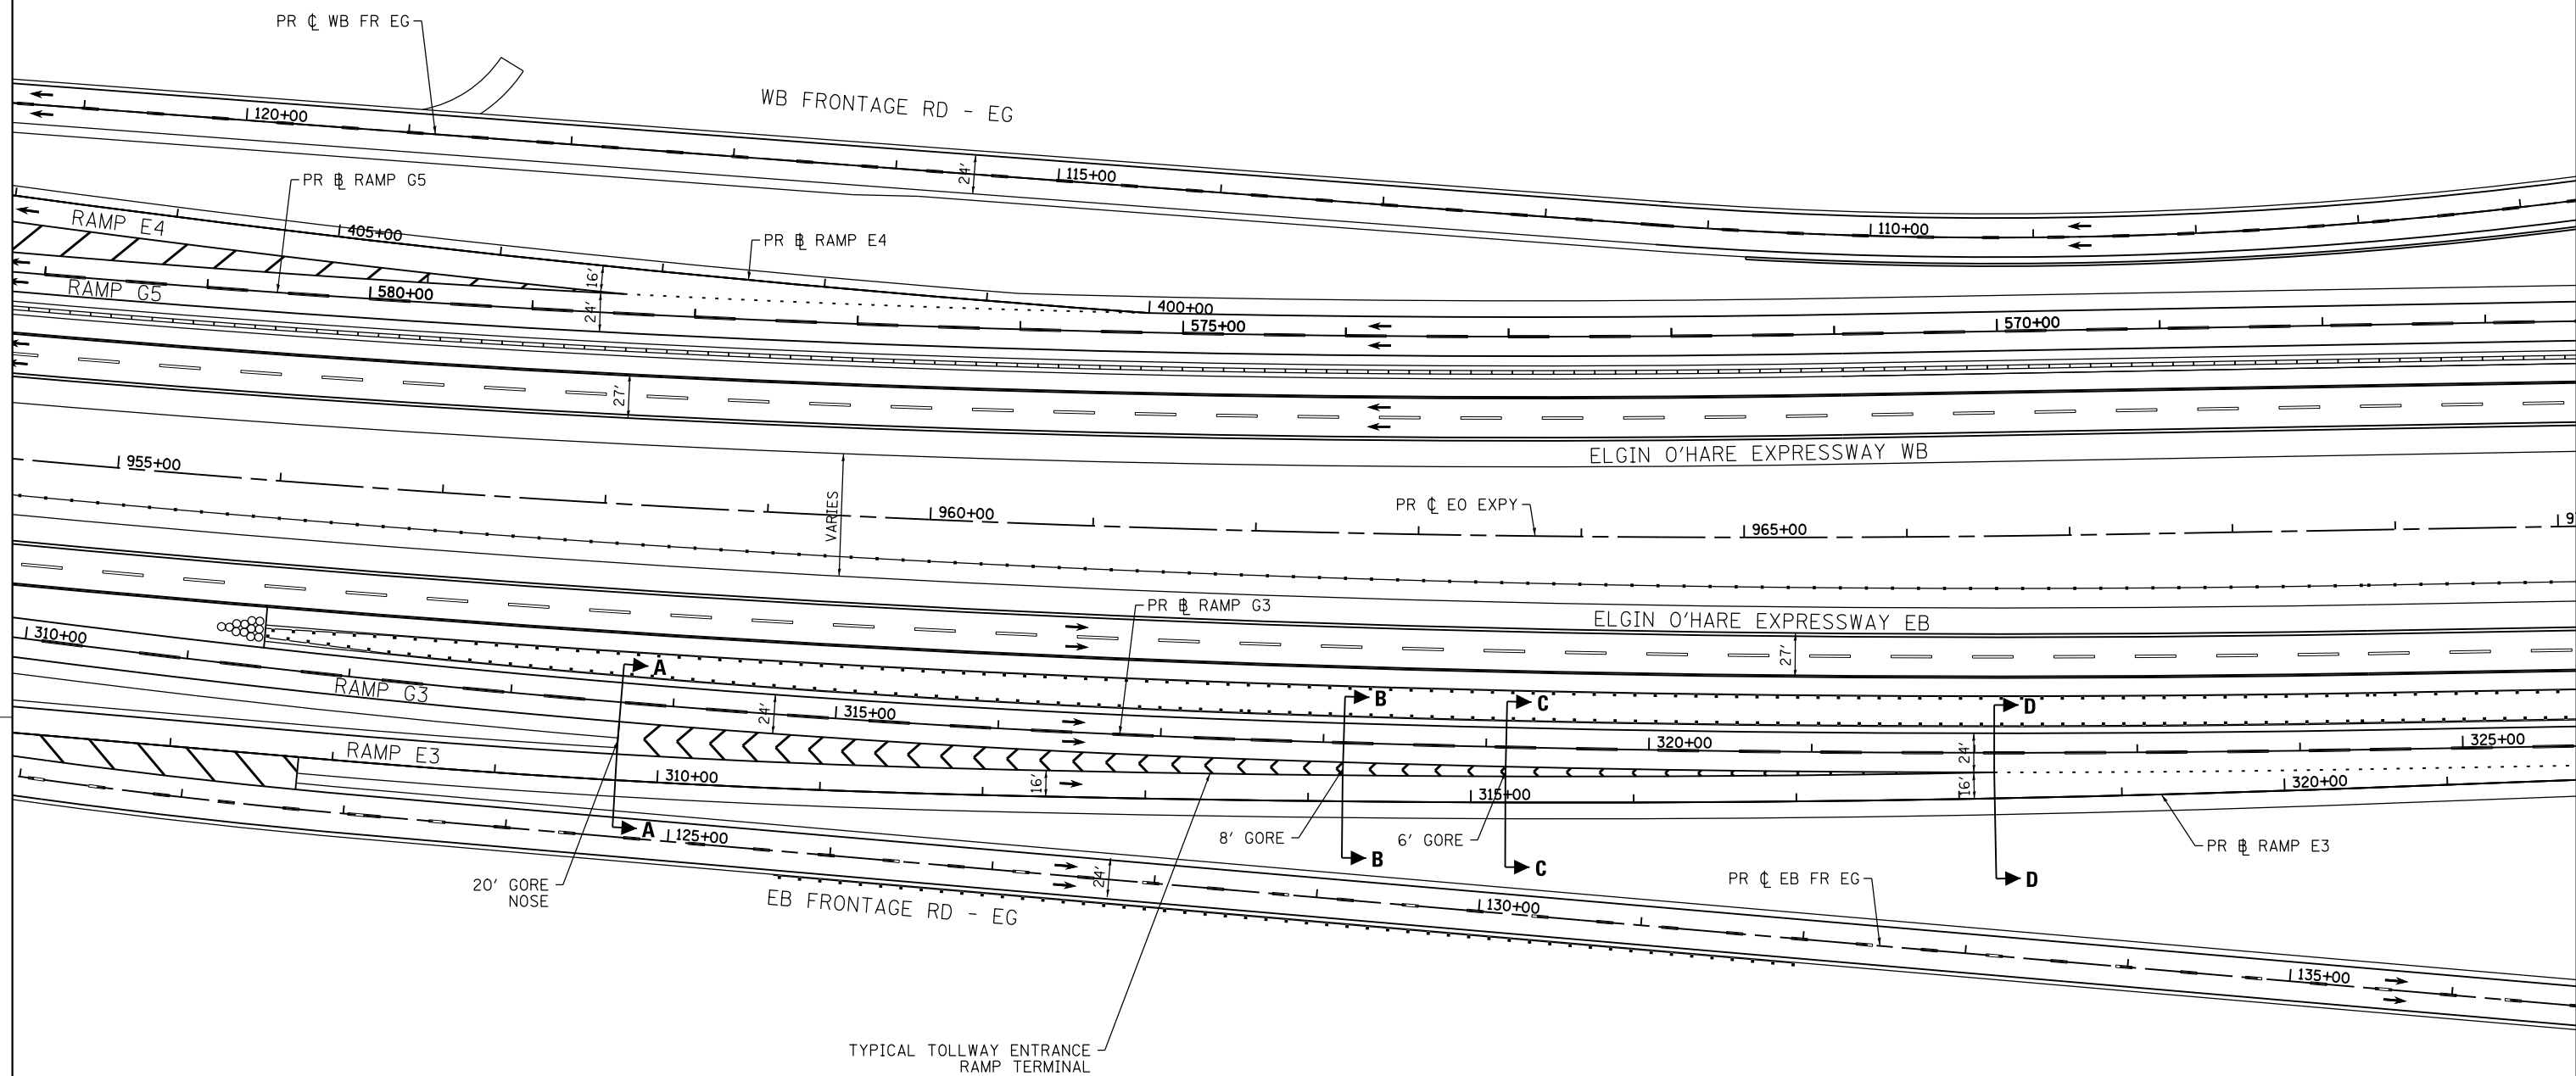 PR ℄ WB FR EG
WB FRONTAGE RD - EG
120+00
24'
115+00
110+00
PR BL RAMP G5
RAMP E4
405+00
PR BL RAMP E4
RAMP G5
580+00
16'
24'
400+00
575+00
570+00
27'
ELGIN O'HARE EXPRESSWAY WB
955+00
VARIES
960+00
PR ℄ EO EXPY
965+00
9
PR BL RAMP G3
ELGIN O'HARE EXPRESSWAY EB
27'
310+00
A
RAMP G3
24'
315+00
B
C
D
320+00
24'
325+00
RAMP E3
310+00
16'
315+00
16'
320+00
A
125+00
8' GORE
6' GORE
B
C
D
PR BL RAMP E3
20' GORE
NOSE
24'
EB FRONTAGE RD - EG
130+00
PR ℄ EB FR EG
135+00
TYPICAL TOLLWAY ENTRANCE
RAMP TERMINAL